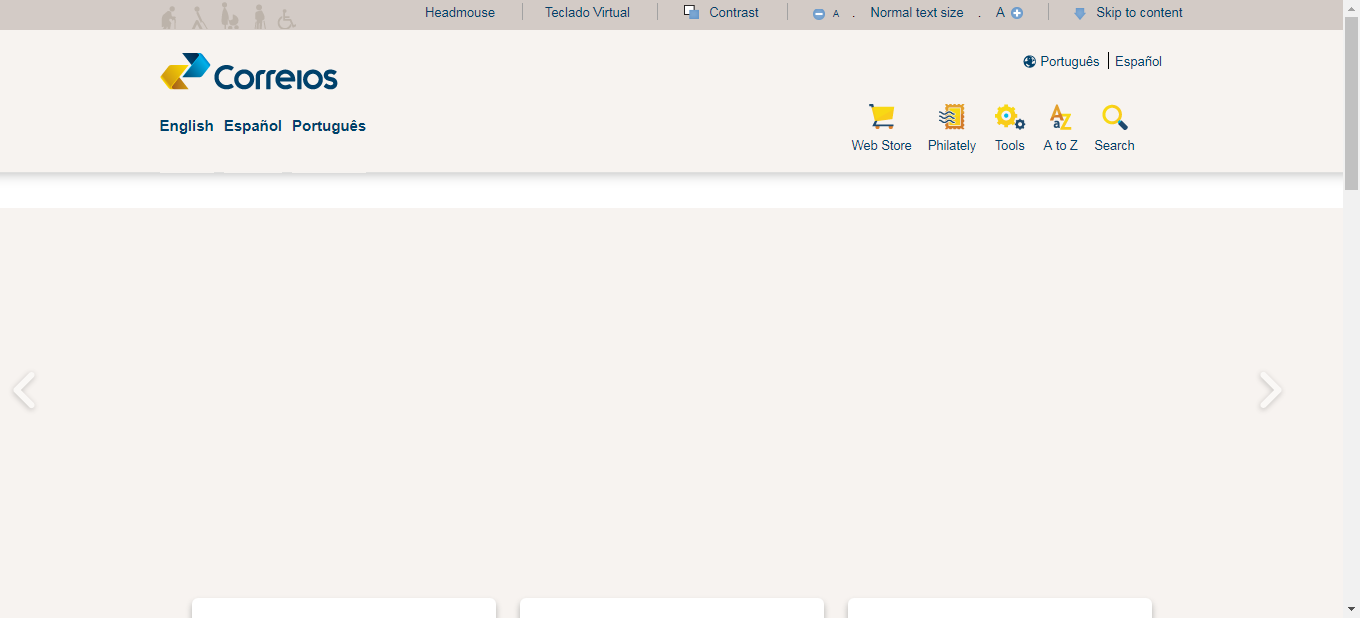 Headmouse Teclado Virtual Contrast A . Normal text size . A Skip to content
Correios
Português Español
English Español Português
Web Store Philately Tools A to Z Search